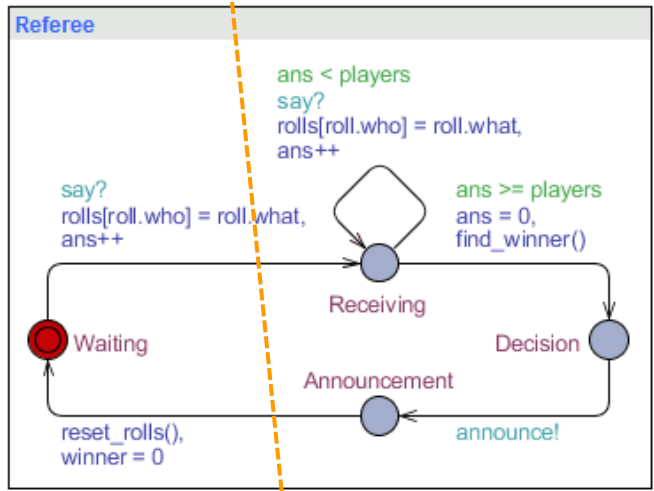 Referee
ans < players
say?
rolls[roll.who] = roll.what,
ans++
say?
rolls[roll.who] = roll.what,
ans++
ans >= players
ans = 0,
find_winner()
Receiving
Waiting
Decision
Announcement
reset_rolls(),
winner = 0
announce!